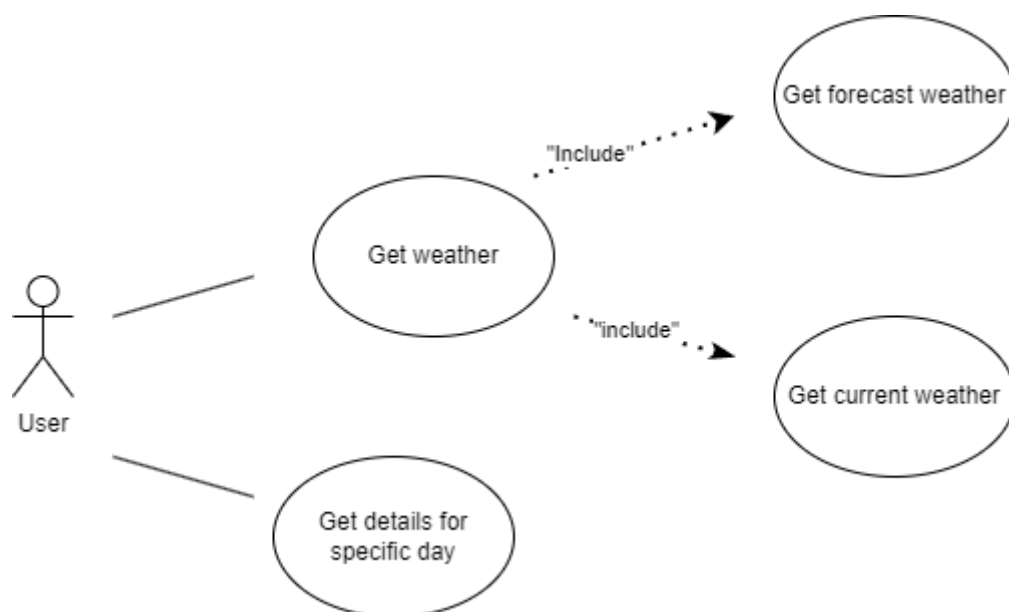 Get forecast weather
"Include"
Get weather
"include"
Get current weather
User
Get details for
specific day